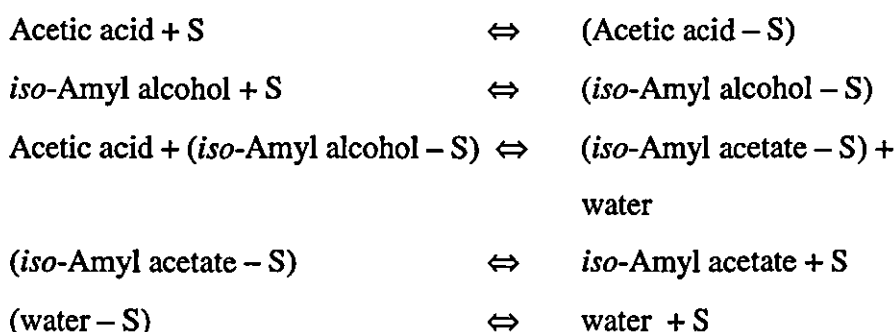 Acetic acid + S ⇔ (Acetic acid – S)
iso-Amyl alcohol + S ⇔ (iso-Amyl alcohol – S)
Acetic acid + (iso-Amyl alcohol – S) ⇔ (iso-Amyl acetate – S) +
water
(iso-Amyl acetate – S) ⇔ iso-Amyl acetate + S
(water – S) ⇔ water + S